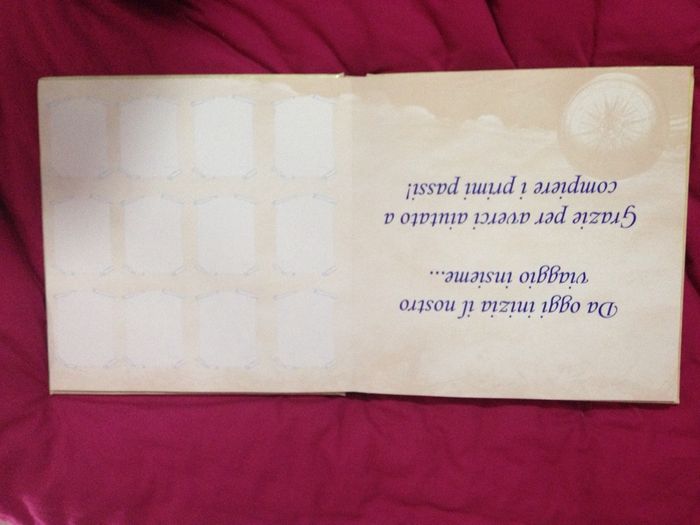 Da oggi inizia il nostro
viaggio insieme...
Grazie per averci aiutato a
compiere i primi passi!